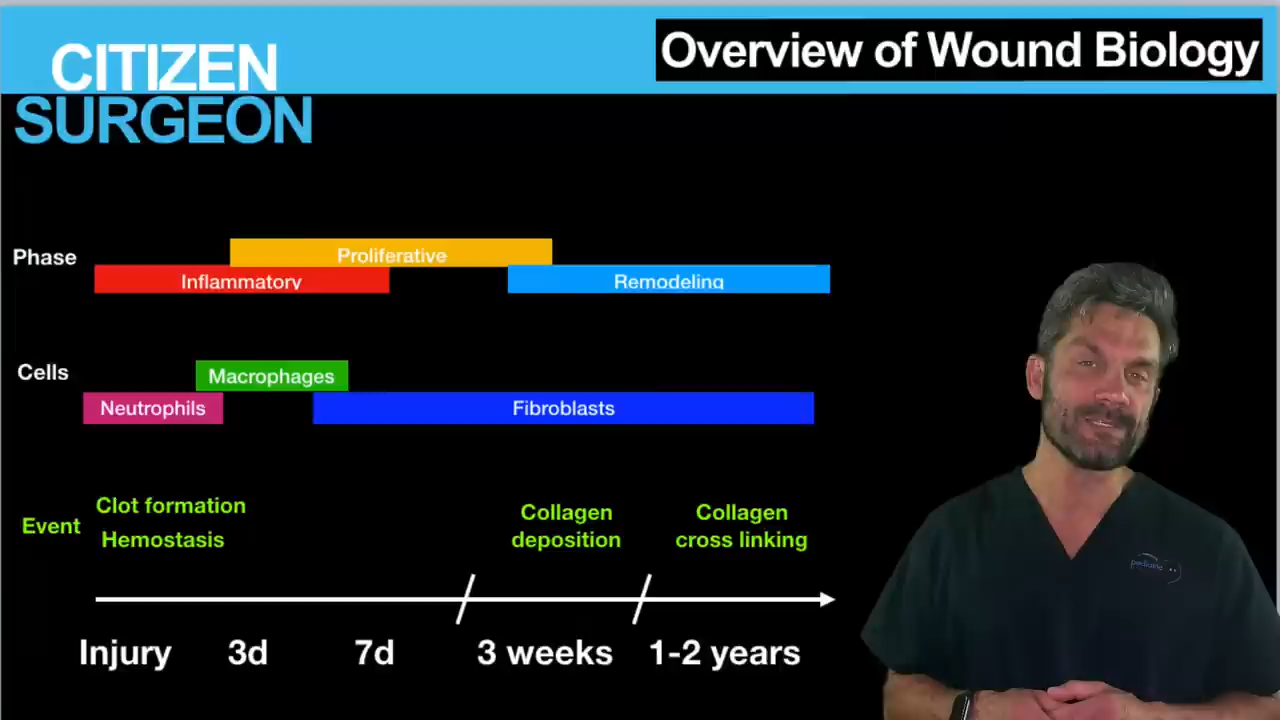 CITIZEN
SURGEON
Overview of Wound Biology
Phase
Proliferative
Inflammatory
Remodeling
Cells
Macrophages
Neutrophils
Fibroblasts
Event
Clot formation
Hemostasis
Collagen
deposition
Collagen
cross linking
Injury
3d
7d
3 weeks
1-2 years